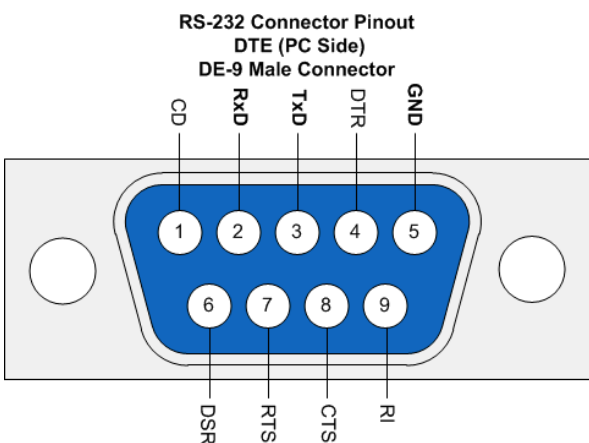 RS-232 Connector Pinout
DTE (PC Side)
DE-9 Male Connector
CD
RxD
TxD
DTR
GND
1
2
3
4
5
6
7
8
9
DSR
RTS
CTS
RI